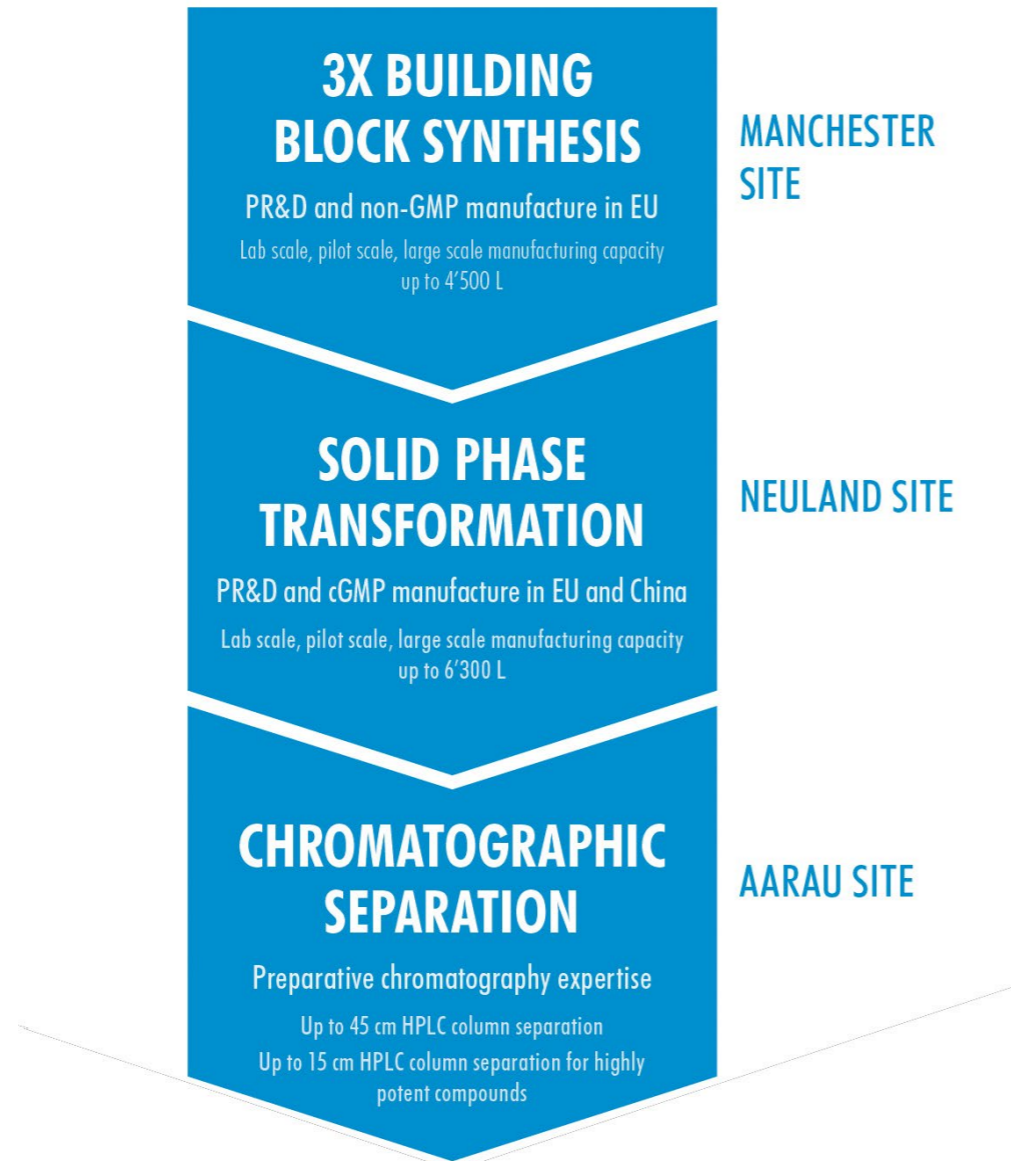 3X BUILDING
BLOCK SYNTHESIS
PR&D and non-GMP manufacture in EU
Lab scale, pilot scale, large scale manufacturing capacity
up to 4’500 L
MANCHESTER
SITE
SOLID PHASE
TRANSFORMATION
PR&D and cGMP manufacture in EU and China
Lab scale, pilot scale, large scale manufacturing capacity
up to 6’300 L
NEULAND SITE
CHROMATOGRAPHIC
SEPARATION
Preparative chromatography expertise
Up to 45 cm HPLC column separation
Up to 15 cm HPLC column separation for highly
potent compounds
AARAU SITE